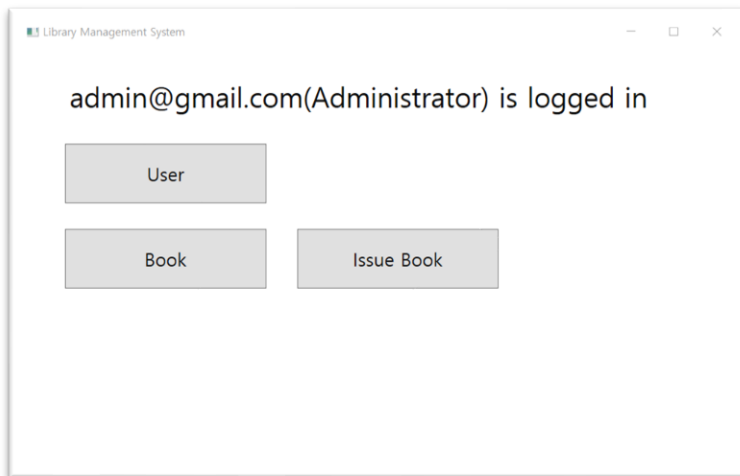 Library Management System
admin@gmail.com(Administrator) is logged in
User
Book
Issue Book